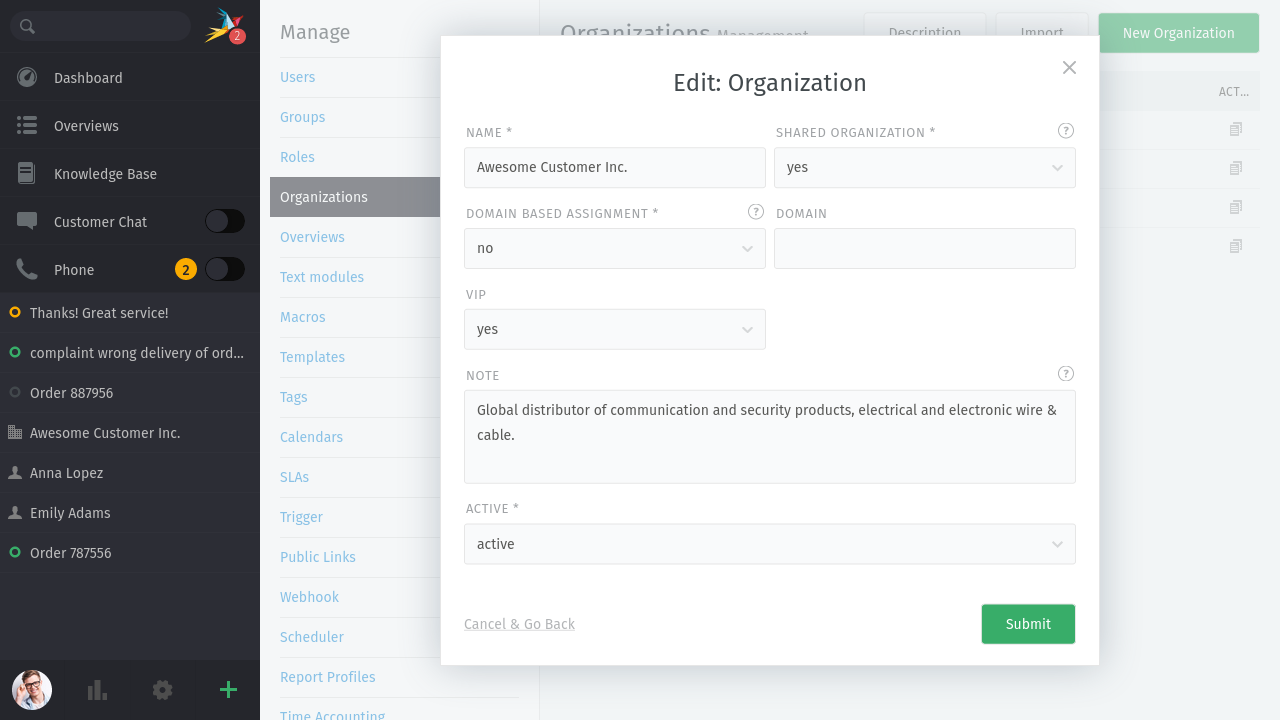 2
Dashboard
Overviews
Knowledge Base
Customer Chat
Phone
2
Thanks! Great service!
complaint wrong delivery of ord...
Order 887956
Awesome Customer Inc.
Anna Lopez
Emily Adams
Order 787556
Manage
Users
Groups
Roles
Organizations
Overviews
Text modules
Macros
Templates
Tags
Calendars
SLAs
Trigger
Public Links
Webhook
Scheduler
Report Profiles
Time Accounting
Organizations Management
Description
Import
New Organization
ACT...
Edit: Organization
NAME *
SHARED ORGANIZATION *
?
Awesome Customer Inc.
yes
DOMAIN BASED ASSIGNMENT *
?
DOMAIN
no
VIP
yes
NOTE
?
Global distributor of communication and security products, electrical and electronic wire &
cable.
ACTIVE *
active
Cancel & Go Back
Submit